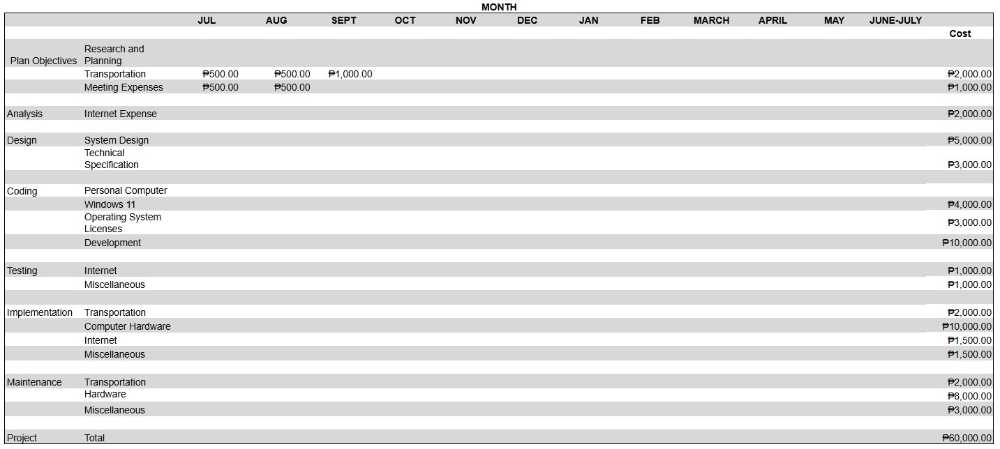 MONTH
JUL AUG SEPT OCT NOV DEC JAN FEB MARCH APRIL MAY JUNE-JULY
Cost
Research and
Plan Objectives Planning
Transportation ₱500.00 ₱500.00 ₱1,000.00 ₱2,000.00
Meeting Expenses ₱500.00 ₱500.00 ₱1,000.00
Analysis Internet Expense ₱2,000.00
Design System Design ₱5,000.00
Technical
Specification ₱3,000.00
Coding Personal Computer
Windows 11 ₱4,000.00
Operating System
Licenses ₱3,000.00
Development ₱10,000.00
Testing Internet ₱1,000.00
Miscellaneous ₱1,000.00
Implementation Transportation ₱2,000.00
Computer Hardware ₱10,000.00
Internet ₱1,500.00
Miscellaneous ₱1,500.00
Maintenance Transportation ₱2,000.00
Hardware ₱8,000.00
Miscellaneous ₱3,000.00
Project Total ₱60,000.00